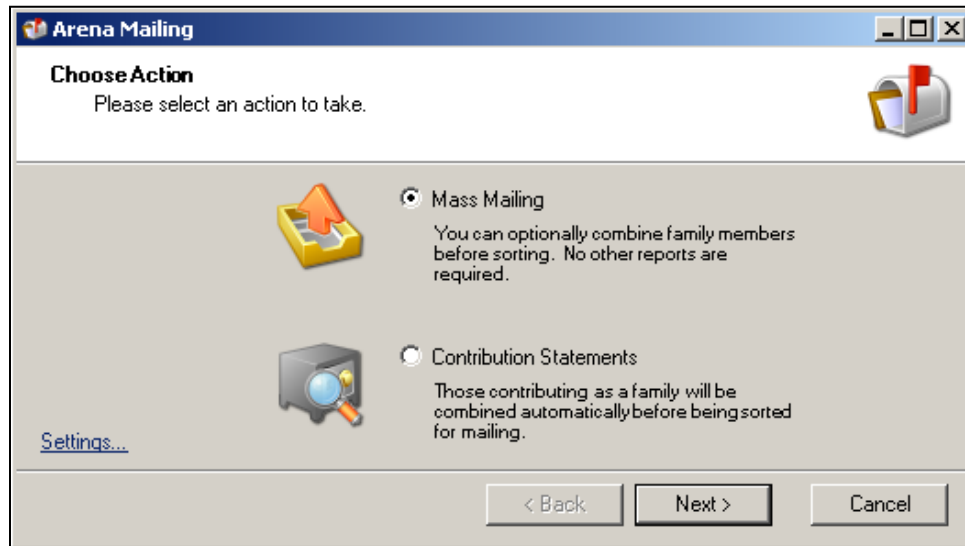 Arena Mailing
Choose Action
Please select an action to take.
Mass Mailing
You can optionally combine family members
before sorting. No other reports are
required.
Contribution Statements
Those contributing as a family will be
combined automatically before being sorted
for mailing.
Settings...
< Back
Next >
Cancel